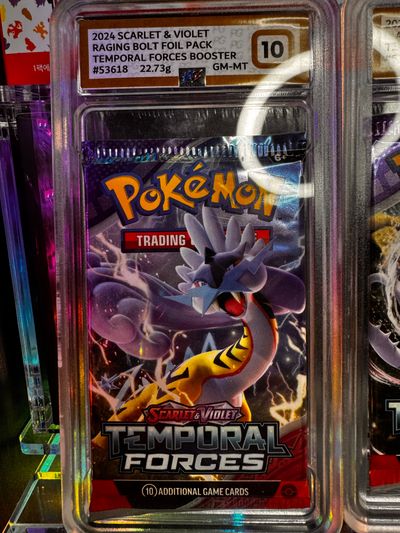 2024 SCARLET & VIOLET
RAGING BOLT FOIL PACK
TEMPORAL FORCES BOOSTER
#53618 22.73g
10
GM-MT
POKéMON
TRADING
SCARLET & VIOLET
TEMPORAL
FORCES
10 ADDITIONAL GAME CARDS